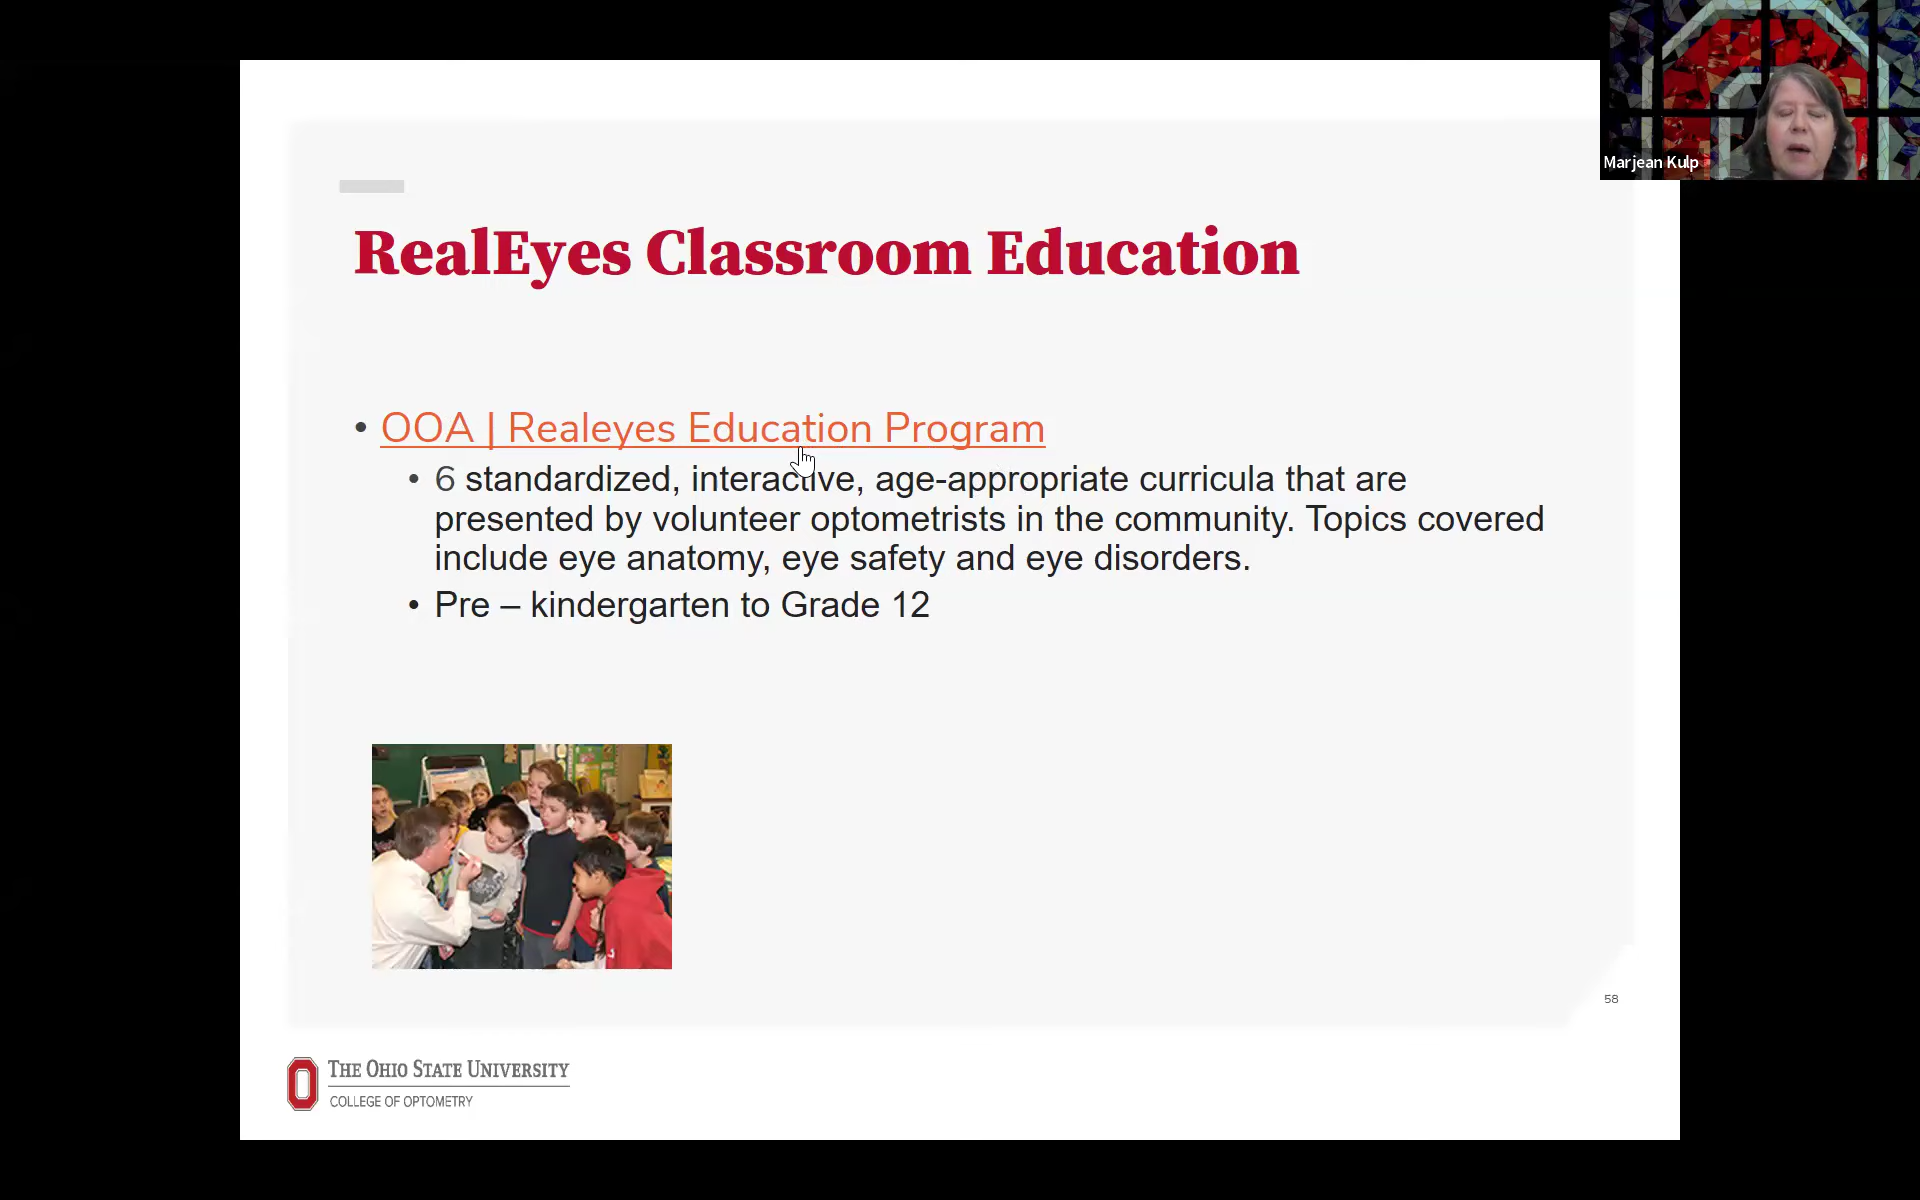 Marjean Kulp
RealEyes Classroom Education
• OOA | Realeyes Education Program
• 6 standardized, interactive, age-appropriate curricula that are
presented by volunteer optometrists in the community. Topics covered
include eye anatomy, eye safety and eye disorders.
• Pre – kindergarten to Grade 12
58
THE OHIO STATE UNIVERSITY
COLLEGE OF OPTOMETRY